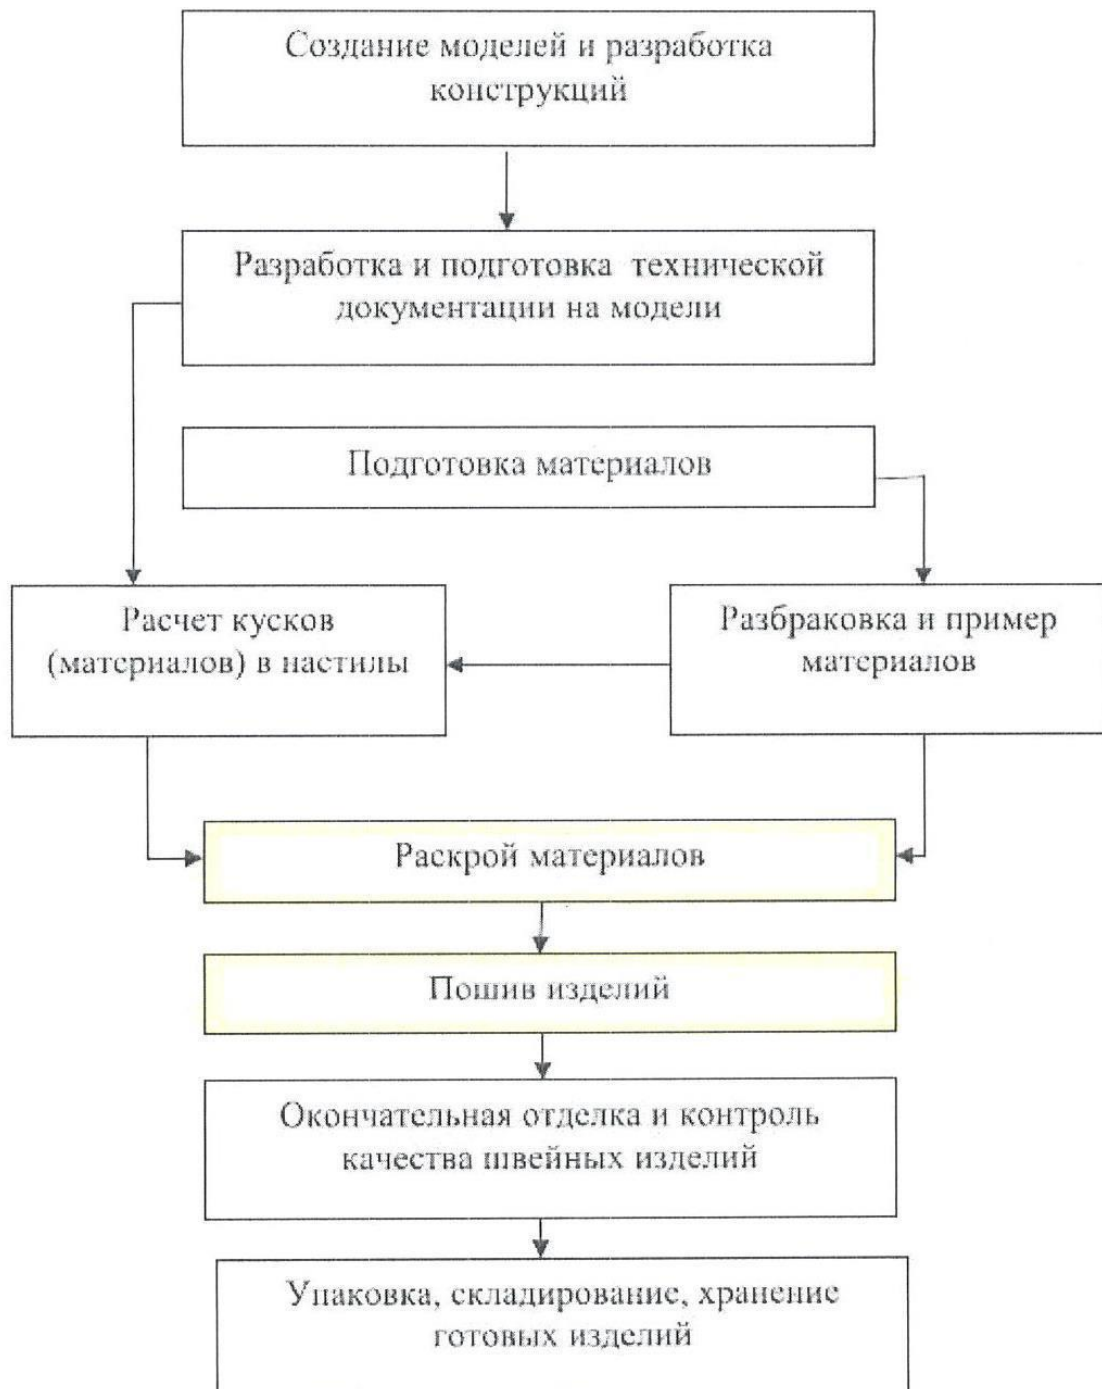 Создание моделей и разработка
конструкций
Разработка и подготовка технической
документации на модели
Подготовка материалов
Расчет кусков
(материалов) в настилы
Разбраковка и пример
материалов
Раскрой материалов
Пошив изделий
Окончательная отделка и контроль
качества швейных изделий
Упаковка, складирование, хранение
готовых изделий